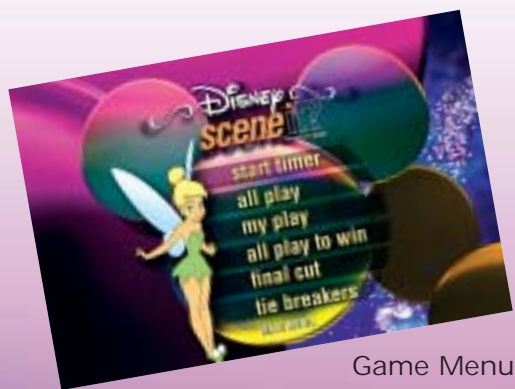 Disney
scene it?
start timer
all play
my play
all play to win
final cut
tie breakers
Game Menu